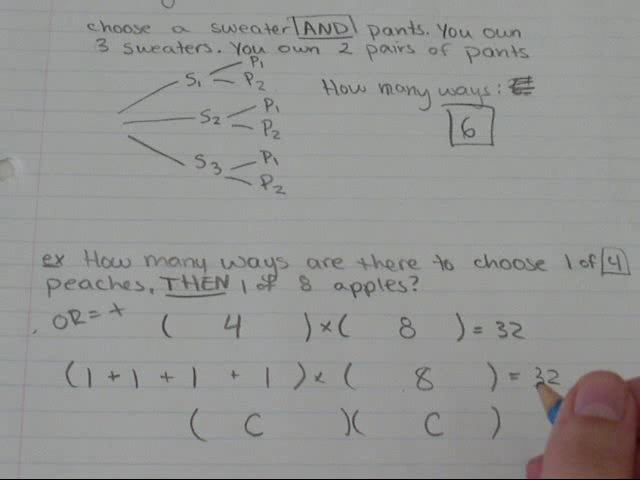 choose a sweater AND pants. You own
3 sweaters. You own 2 pairs of pants
S1 P1 P2
S2 P1 P2
S3 P1 P2
How many ways:
6
ex How many ways are there to choose 1 of 4
peaches, THEN 1 of 8 apples?
OR = + ( 4 ) × ( 8 ) = 32
(1 + 1 + 1 + 1) × ( 8 ) = 32
( C )( C )